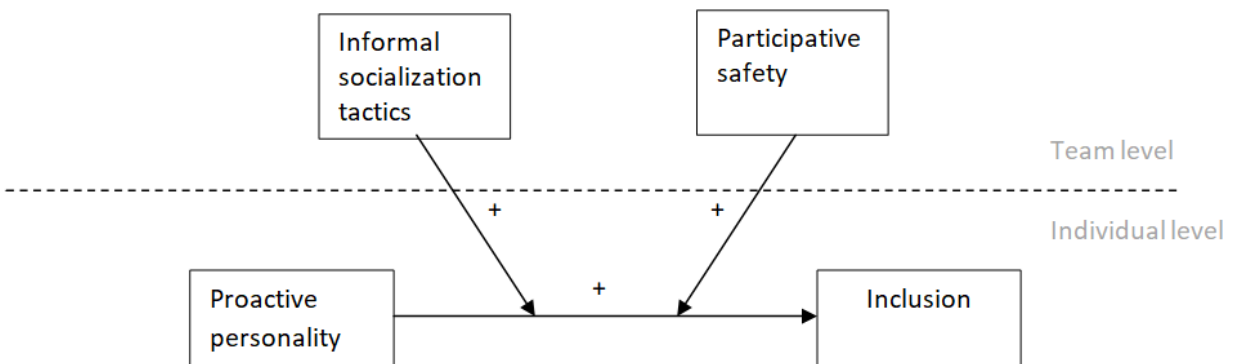 Informal
socialization
tactics
Participative
safety
Team level
+
+
Individual level
+
Proactive
personality
Inclusion